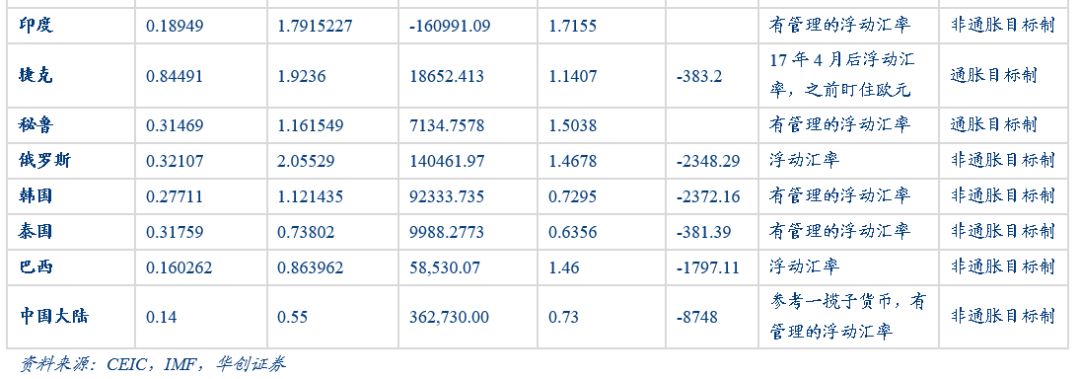 印度 0.18949 1.7915227 -160991.09 1.7155 有管理的浮动汇率 非通胀目标制
捷克 0.84491 1.9236 18652.413 1.1407 -383.2 17 年 4 月后浮动汇率，之前盯住欧元 通胀目标制
秘鲁 0.31469 1.161549 7134.7578 1.5038 有管理的浮动汇率 通胀目标制
俄罗斯 0.32107 2.05529 140461.97 1.4678 -2348.29 浮动汇率 非通胀目标制
韩国 0.27711 1.121435 92333.735 0.7295 -2372.16 有管理的浮动汇率 非通胀目标制
泰国 0.31759 0.73802 9988.2773 0.6356 -381.39 有管理的浮动汇率 非通胀目标制
巴西 0.160262 0.863962 58,530.07 1.46 -1797.11 浮动汇率 非通胀目标制
中国大陆 0.14 0.55 362,730.00 0.73 -8748 参考一揽子货币，有管理的浮动汇率 非通胀目标制
资料来源：CEIC，IMF，华创证券